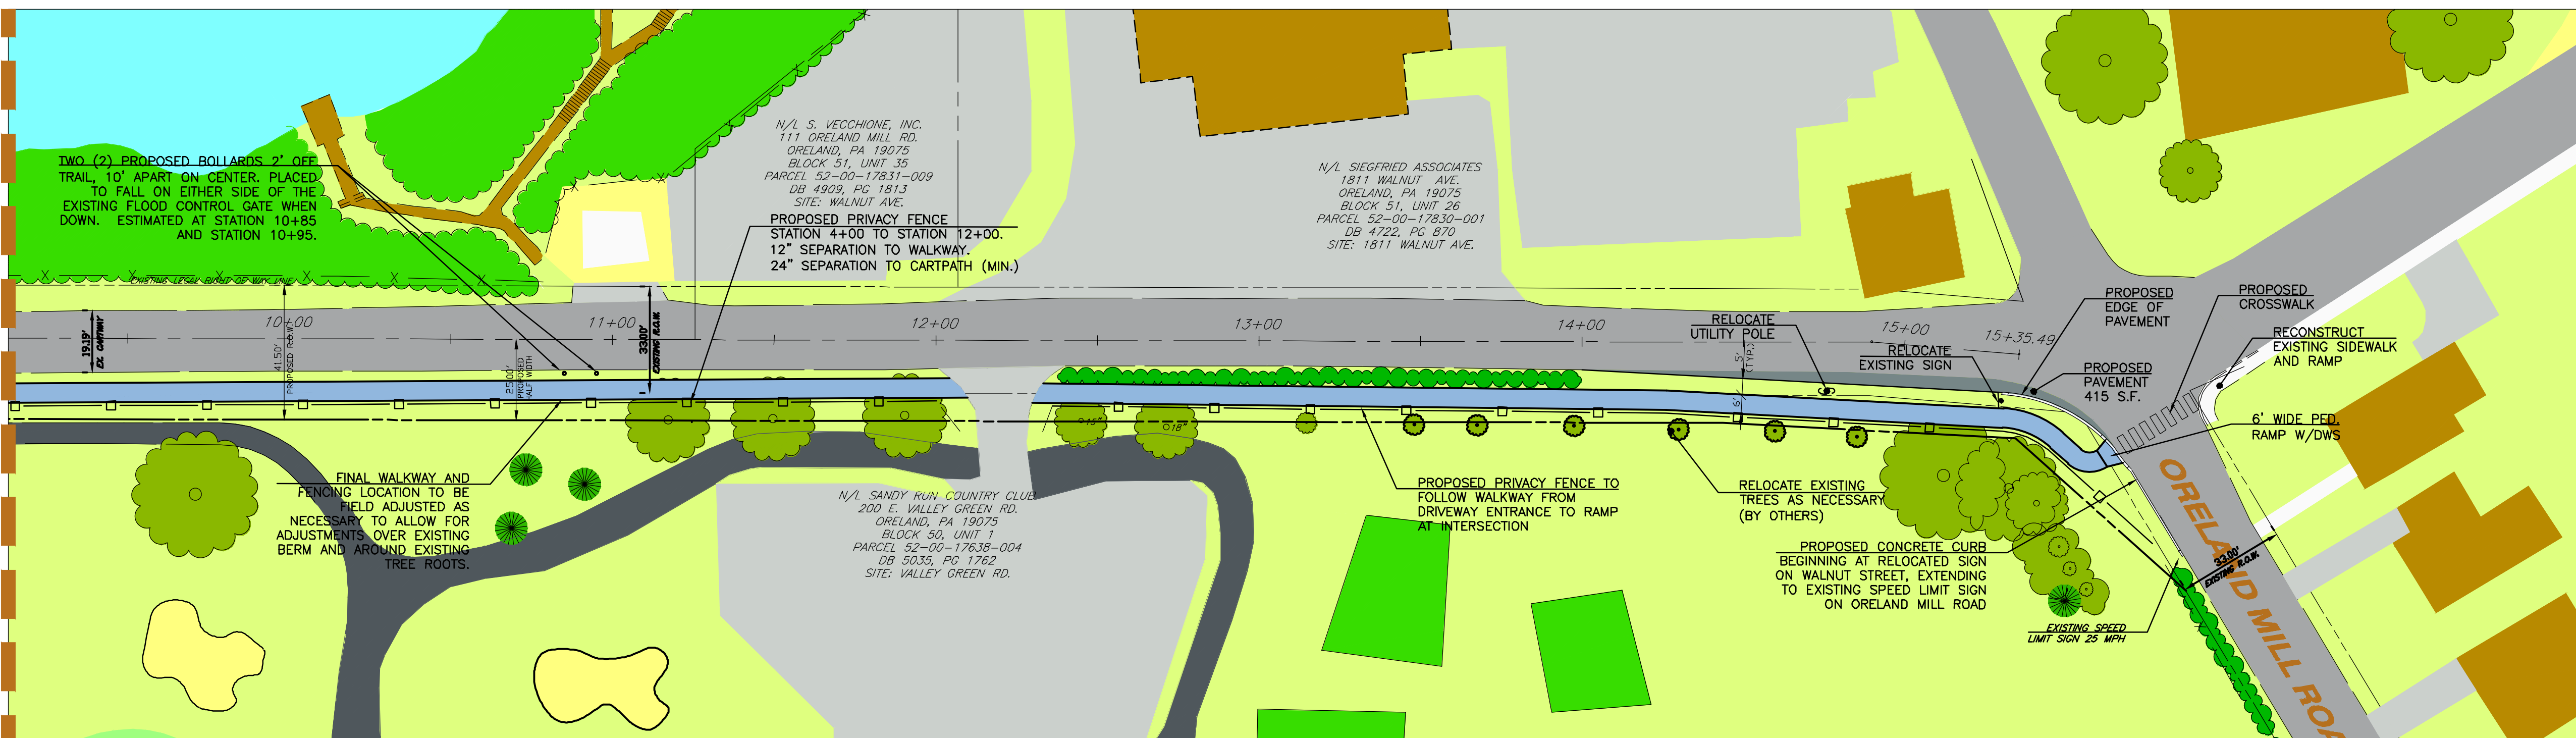 TWO (2) PROPOSED BOLLARDS 2' OFF
TRAIL, 10' APART ON CENTER. PLACED
TO FALL ON EITHER SIDE OF THE
EXISTING FLOOD CONTROL GATE WHEN
DOWN. ESTIMATED AT STATION 10+85
AND STATION 10+95.
EXISTING LEGAL RIGHT OF WAY LINE
19.19'
EX. CARTWAY
10+00
41.50'
PROPOSED R.O.W.
25.00'
PROPOSED
HALF WIDTH
11+00
33.00'
EXISTING R.O.W.
N/L S. VECCHIONE, INC.
111 ORELAND MILL RD.
ORELAND, PA 19075
BLOCK 51, UNIT 35
PARCEL 52-00-17831-009
DB 4909, PG 1813
SITE: WALNUT AVE.
PROPOSED PRIVACY FENCE
STATION 4+00 TO STATION 12+00.
12" SEPARATION TO WALKWAY.
24" SEPARATION TO CARTPATH (MIN.)
12+00
N/L SIEGFRIED ASSOCIATES
1811 WALNUT AVE.
ORELAND, PA 19075
BLOCK 51, UNIT 26
PARCEL 52-00-17830-001
DB 4722, PG 870
SITE: 1811 WALNUT AVE.
13+00
14+00
RELOCATE
UTILITY POLE
5'
(TYP.)
6'
15+00
15+35.49
RELOCATE
EXISTING SIGN
PROPOSED
EDGE OF
PAVEMENT
PROPOSED
PAVEMENT
415 S.F.
PROPOSED
CROSSWALK
RECONSTRUCT
EXISTING SIDEWALK
AND RAMP
6' WIDE PED.
RAMP W/DWS
15"
18"
FINAL WALKWAY AND
FENCING LOCATION TO BE
FIELD ADJUSTED AS
NECESSARY TO ALLOW FOR
ADJUSTMENTS OVER EXISTING
BERM AND AROUND EXISTING
TREE ROOTS.
N/L SANDY RUN COUNTRY CLUB
200 E. VALLEY GREEN RD.
ORELAND, PA 19075
BLOCK 50, UNIT 1
PARCEL 52-00-17638-004
DB 5035, PG 1762
SITE: VALLEY GREEN RD.
PROPOSED PRIVACY FENCE TO
FOLLOW WALKWAY FROM
DRIVEWAY ENTRANCE TO RAMP
AT INTERSECTION
RELOCATE EXISTING
TREES AS NECESSARY
(BY OTHERS)
PROPOSED CONCRETE CURB
BEGINNING AT RELOCATED SIGN
ON WALNUT STREET, EXTENDING
TO EXISTING SPEED LIMIT SIGN
ON ORELAND MILL ROAD
EXISTING SPEED
LIMIT SIGN 25 MPH
33.00'
EXISTING R.O.W.
ORELAND MILL ROA